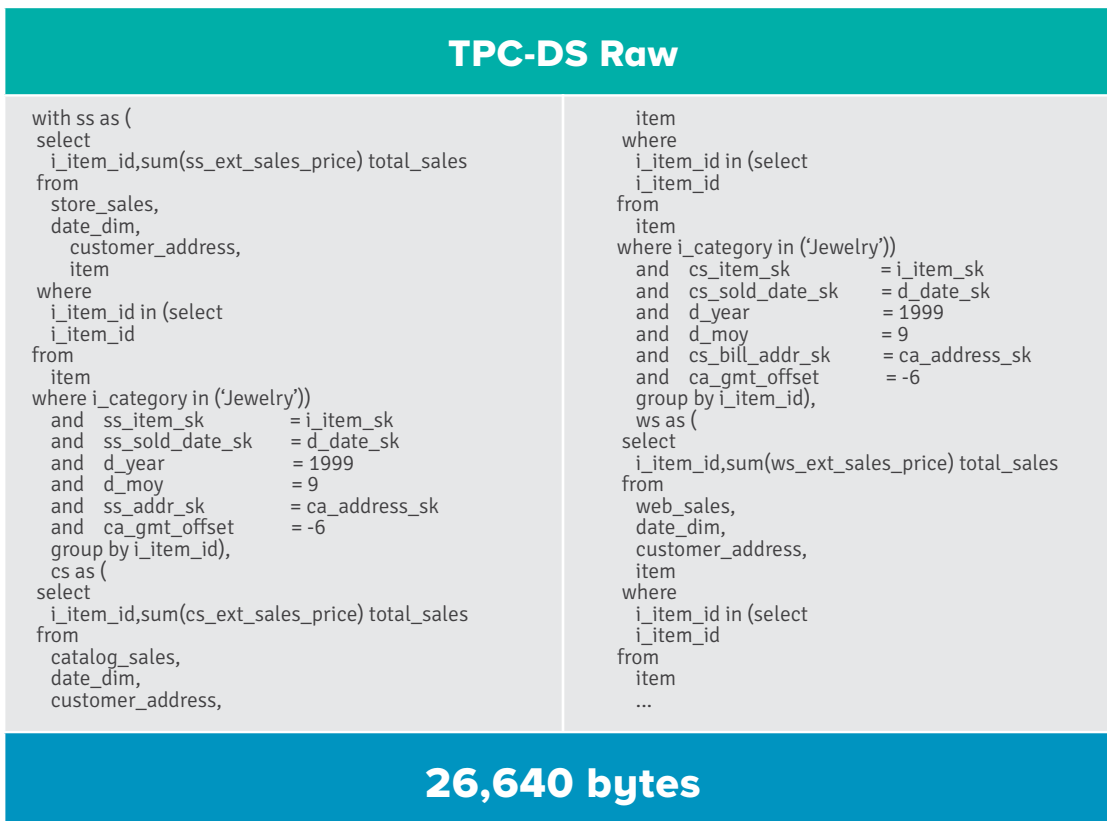 TPC-DS Raw
with ss as (
select
i_item_id,sum(ss_ext_sales_price) total_sales
from
store_sales,
date_dim,
customer_address,
item
where
i_item_id in (select
i_item_id
from
item
where i_category in (‘Jewelry’))
and ss_item_sk = i_item_sk
and ss_sold_date_sk = d_date_sk
and d_year = 1999
and d_moy = 9
and ss_addr_sk = ca_address_sk
and ca_gmt_offset = -6
group by i_item_id),
cs as (
select
i_item_id,sum(cs_ext_sales_price) total_sales
from
catalog_sales,
date_dim,
customer_address,
item
where
i_item_id in (select
i_item_id
from
item
where i_category in (‘Jewelry’))
and cs_item_sk = i_item_sk
and cs_sold_date_sk = d_date_sk
and d_year = 1999
and d_moy = 9
and cs_bill_addr_sk = ca_address_sk
and ca_gmt_offset = -6
group by i_item_id),
ws as (
select
i_item_id,sum(ws_ext_sales_price) total_sales
from
web_sales,
date_dim,
customer_address,
item
where
i_item_id in (select
i_item_id
from
item
...
26,640 bytes